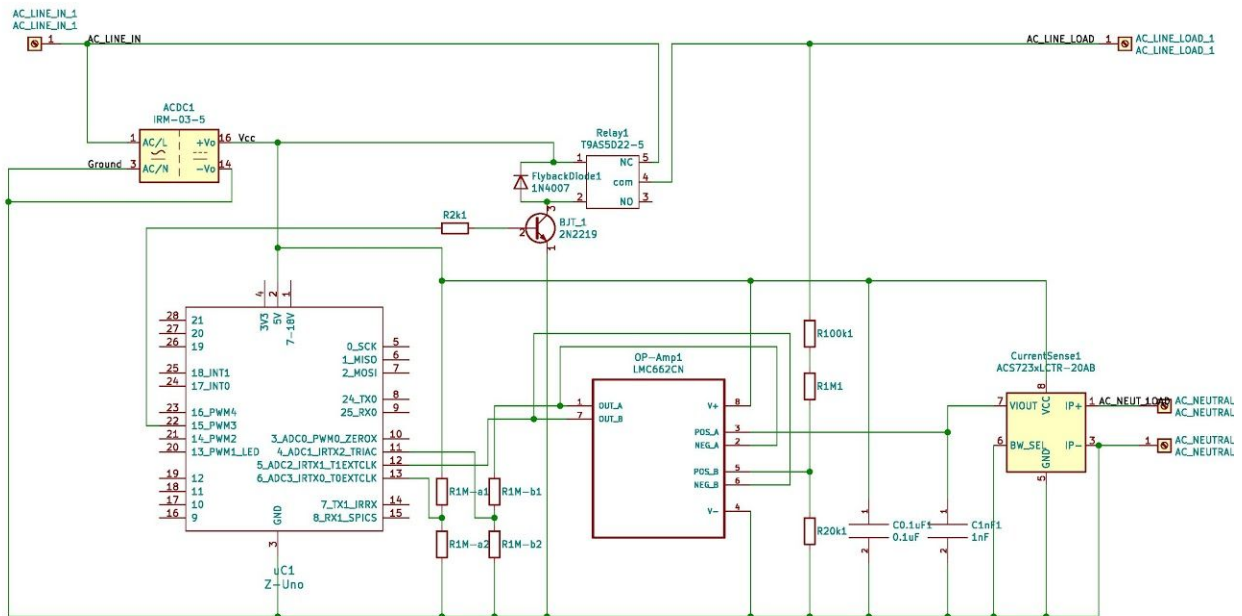 AC_LINE_IN_1
AC_LINE_IN_1
1
AC_LINE_IN
AC_LINE_LOAD
1
AC_LINE_LOAD_1
AC_LINE_LOAD_1
ACDC1
IRM-03-5
1 AC/L +Vo 16 Vcc
Ground 3 AC/N -Vo 14
Relay1
T9AS5D22-5
1 NC 5
com 4
2 NO 3
FlybackDiode1
1N4007
R2k1
3
2
1
BJT_1
2N2219
4 2 1
3V3 5V 7-18V
28 21
27 20
26 19
25 18_INT1
24 17_INT0
23 16_PWM4
22 15_PWM3
21 14_PWM2
20 13_PWM1_LED
19 12
18 11
17 10
16 9
0_SCK 5
1_MISO 6
2_MOSI 7
24_TX0 8
25_RX0 9
3_ADC0_PWM0_ZEROX 10
4_ADC1_IRTX2_TRIAC 11
5_ADC2_IRTX1_T1EXTCLK 12
6_ADC3_IRTX0_T0EXTCLK 13
7_TX1_IRRX 14
8_RX1_SPICS 15
GND
3
uC1
Z-Uno
R1M-a1
R1M-b1
R1M-a2
R1M-b2
OP-Amp1
LMC662CN
1 OUT_A
7 OUT_B
V+ 8
POS_A 3
NEG_A 2
POS_B 5
NEG_B 6
V- 4
R100k1
R1M1
R20k1
1
C0.1uF1
0.1uF
2
1
C1nF1
1nF
2
CurrentSense1
ACS723xLCTR-20AB
8
VCC
7 VIOUT IP+ 1
6 BW_SEL IP- 3
GND
5
AC_NEUT_LOAD
1
AC_NEUTRAL
AC_NEUTRAL
1
AC_NEUTRAL
AC_NEUTRAL